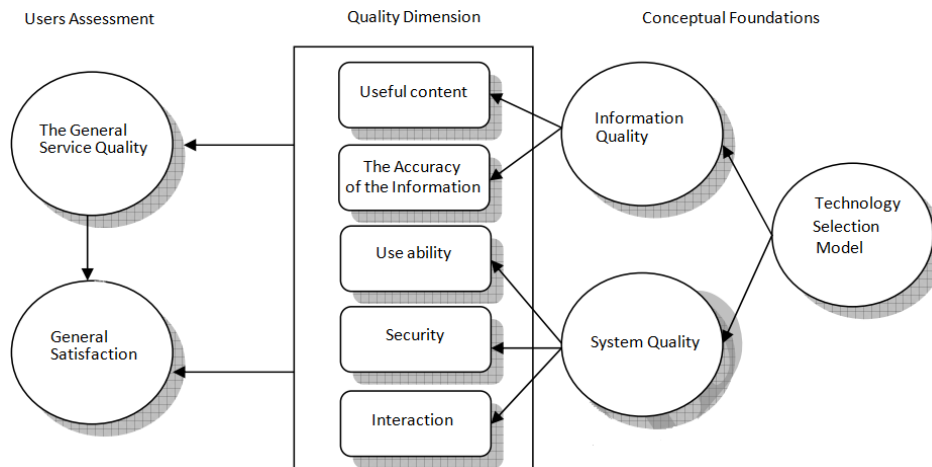 Users Assessment
Quality Dimension
Conceptual Foundations
The General
Service Quality
General
Satisfaction
Useful content
The Accuracy
of the Information
Use ability
Security
Interaction
Information
Quality
System Quality
Technology
Selection
Model